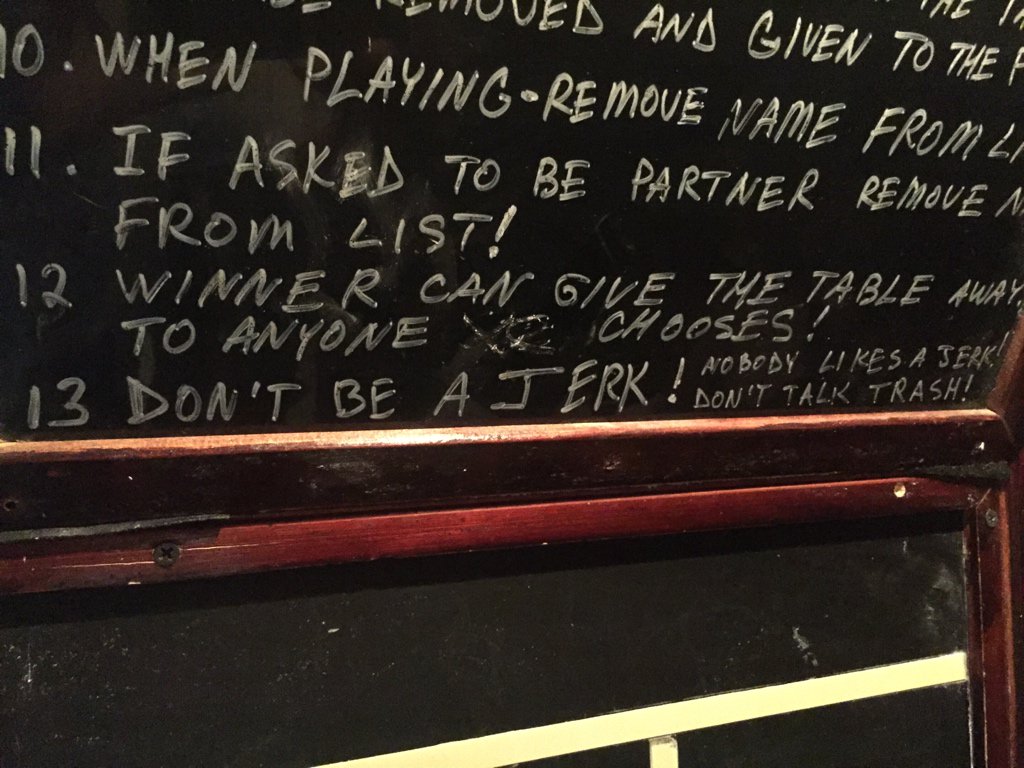 REMOVED AND GIVEN TO THE
10. WHEN PLAYING-REMOVE NAME FROM
11. IF ASKED TO BE PARTNER REMOVE
FROM LIST!
12 WINNER CAN GIVE THE TABLE AWAY
TO ANYONE CHOOSES!
13 DON'T BE A JERK! NOBODY LIKES A JERK!
DON'T TALK TRASH!